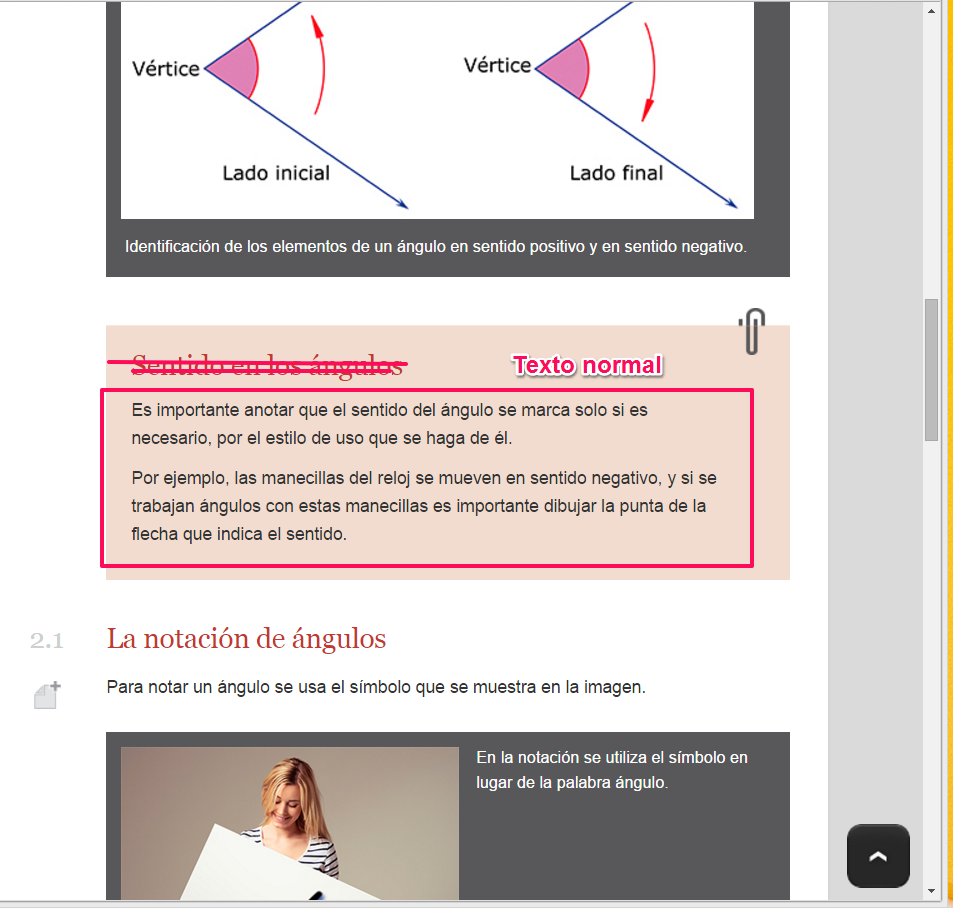 Vértice
Vértice
Lado inicial
Lado final
Identificación de los elementos de un ángulo en sentido positivo y en sentido negativo.
Sentido en los ángulos
Texto normal
Es importante anotar que el sentido del ángulo se marca solo si es
necesario, por el estilo de uso que se haga de él.
Por ejemplo, las manecillas del reloj se mueven en sentido negativo, y si se
trabajan ángulos con estas manecillas es importante dibujar la punta de la
flecha que indica el sentido.
2.1 La notación de ángulos
Para notar un ángulo se usa el símbolo que se muestra en la imagen.
En la notación se utiliza el símbolo en
lugar de la palabra ángulo.